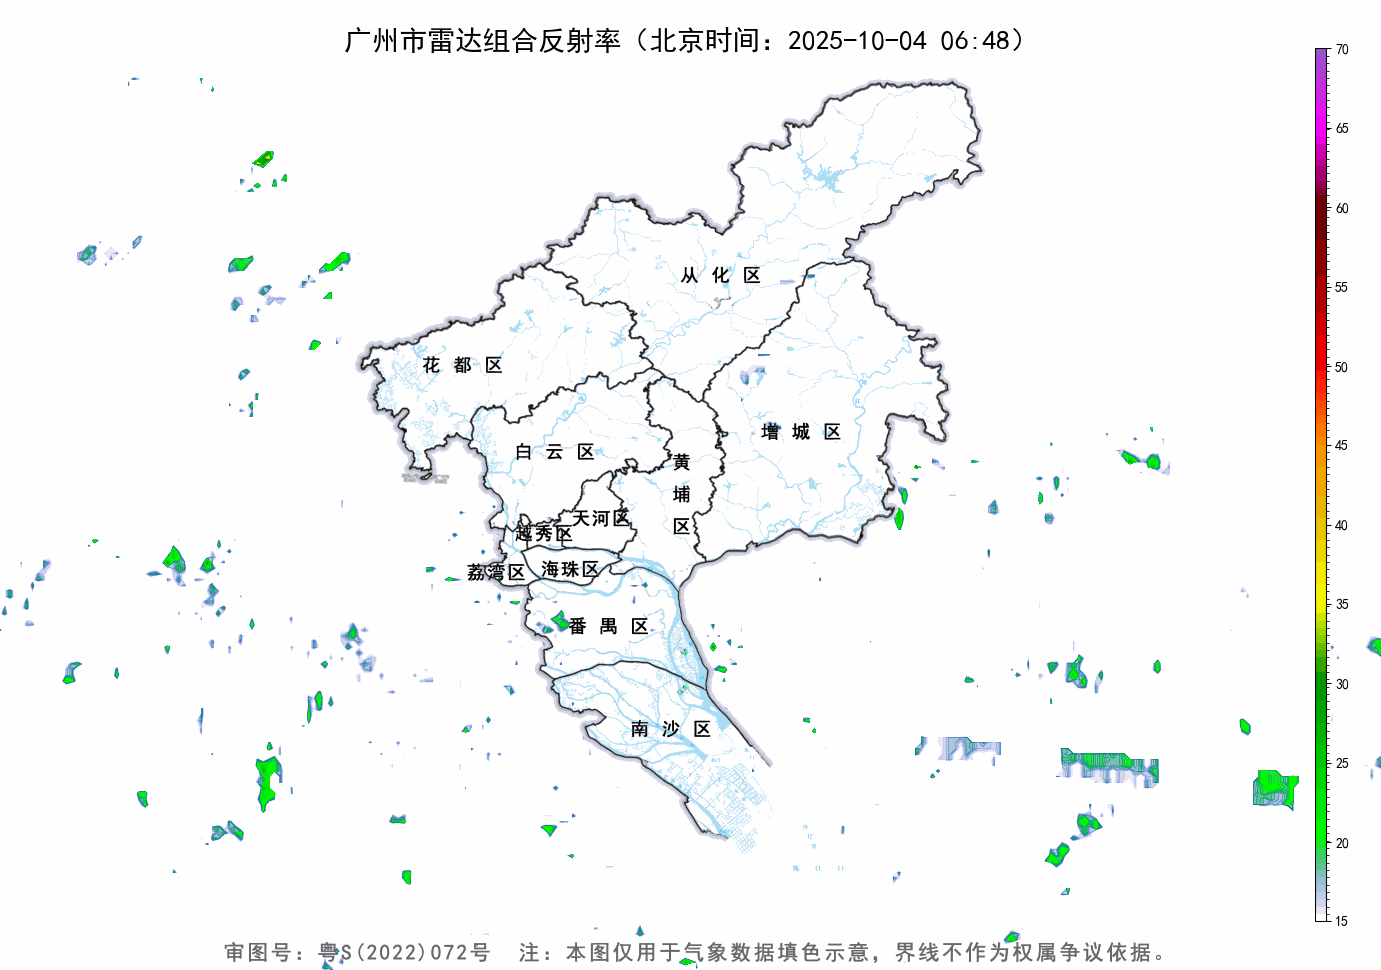 广州市雷达组合反射率（北京时间：2025-10-04 06:48）
70
65
60
55
50
45
40
35
30
25
20
15
从化区
花都区
增城区
白云区
黄埔区
天河区
越秀区
荔湾区
海珠区
番禺区
南沙区
审图号：粤S(2022)072号 注：本图仅用于气象数据填色示意，界线不作为权属争议依据。